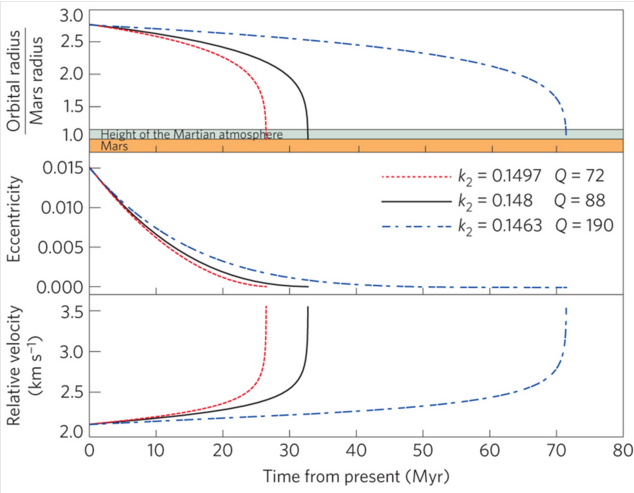 3.0
2.5
2.0
1.5
1.0
Orbital radius
Mars radius
Height of the Martian atmosphere
Mars
0.015
0.010
0.005
0.000
Eccentricity
k₂ = 0.1497 Q = 72
k₂ = 0.148 Q = 88
k₂ = 0.1463 Q = 190
3.5
3.0
2.5
2.0
Relative velocity
(km s⁻¹)
0 10 20 30 40 50 60 70 80
Time from present (Myr)